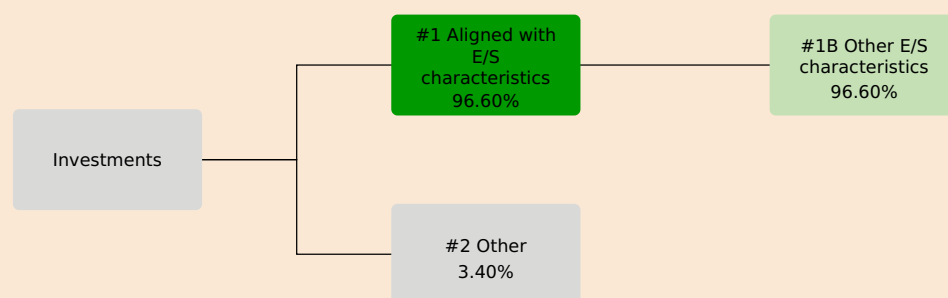 #1 Aligned with
E/S
characteristics
96.60%
#1B Other E/S
characteristics
96.60%
Investments
#2 Other
3.40%